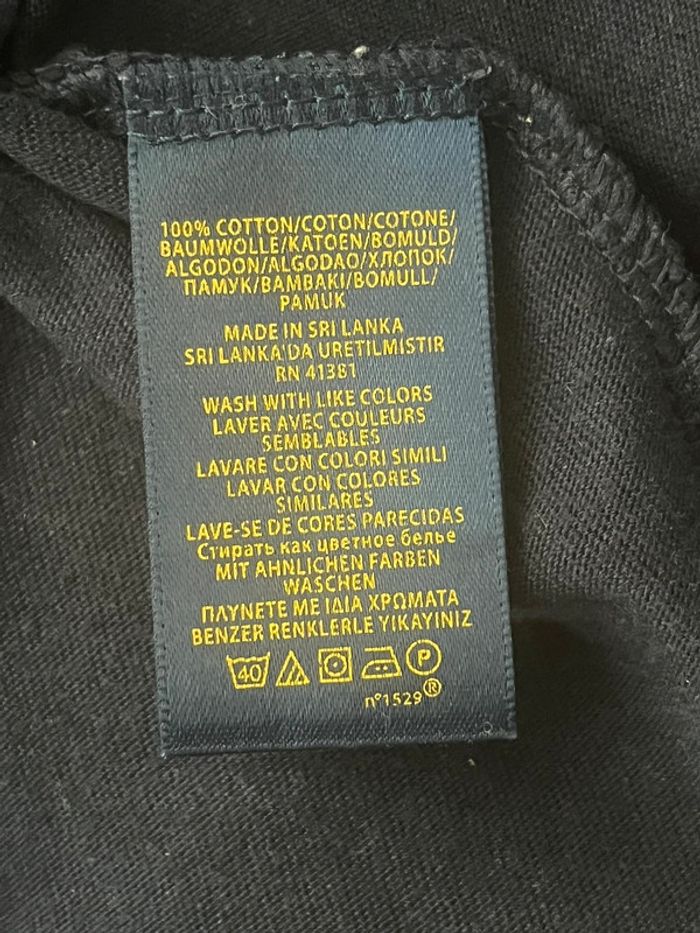 100% COTTON/COTON/COTONE/
BAUMWOLLE/KATOEN/BOMULD/
ALGODON/ALGODAO/ХЛОПОК/
ПАМУК/BAMBAKI/BOMULL/
PAMUK
MADE IN SRI LANKA
SRI LANKA'DA URETILMISTIR
RN 41381
WASH WITH LIKE COLORS
LAVER AVEC COULEURS
SEMBLABLES
LAVARE CON COLORI SIMILI
LAVAR CON COLORES
SIMILARES
LAVE-SE DE CORES PARECIDAS
Стирать как цветное белье
MIT AHNLICHEN FARBEN
WASCHEN
ΠΛΥΝΕΤΕ ΜΕ ΙΔΙΑ ΧΡΩΜΑΤΑ
BENZER RENKLERLE YIKAYINIZ
40 P
n°1529®